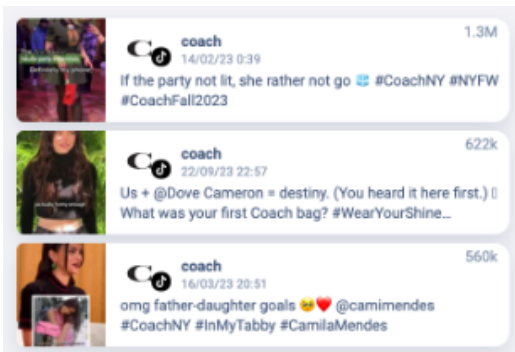 1.3M
coach
14/02/23 0:39
If the party not lit, she rather not go 🧊 #CoachNY #NYFW
#CoachFall2023
622k
coach
22/09/23 22:57
Us + @Dove Cameron = destiny. (You heard it here first.) ▯
What was your first Coach bag? #WearYourShine...
560k
coach
16/03/23 20:51
omg father-daughter goals 🥹❤️ @camimendes
#CoachNY #InMyTabby #CamilaMendes